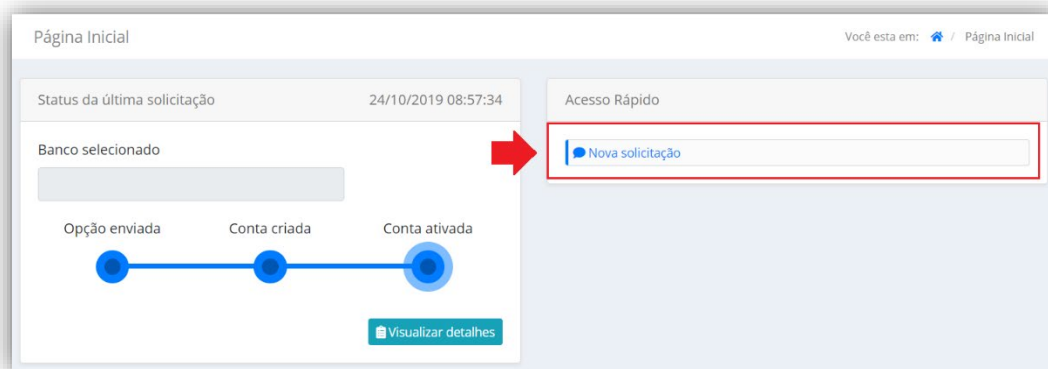 Página Inicial
Você esta em: / Página Inicial
Status da última solicitação 24/10/2019 08:57:34
Banco selecionado
Opção enviada Conta criada Conta ativada
Visualizar detalhes
Acesso Rápido
Nova solicitação